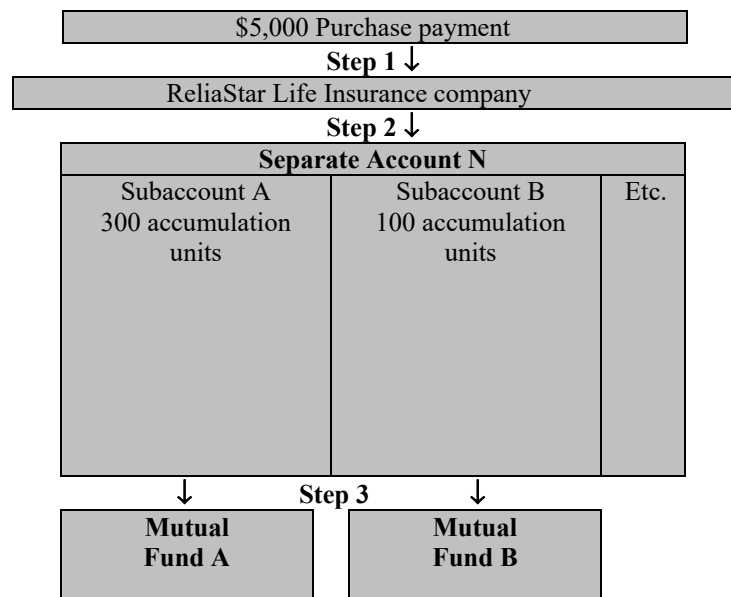 $5,000 Purchase payment
Step 1 ↓
ReliaStar Life Insurance company
Step 2 ↓
Separate Account N
Subaccount A Subaccount B Etc.
300 accumulation 100 accumulation
units units
↓ Step 3 ↓
Mutual Mutual
Fund A Fund B